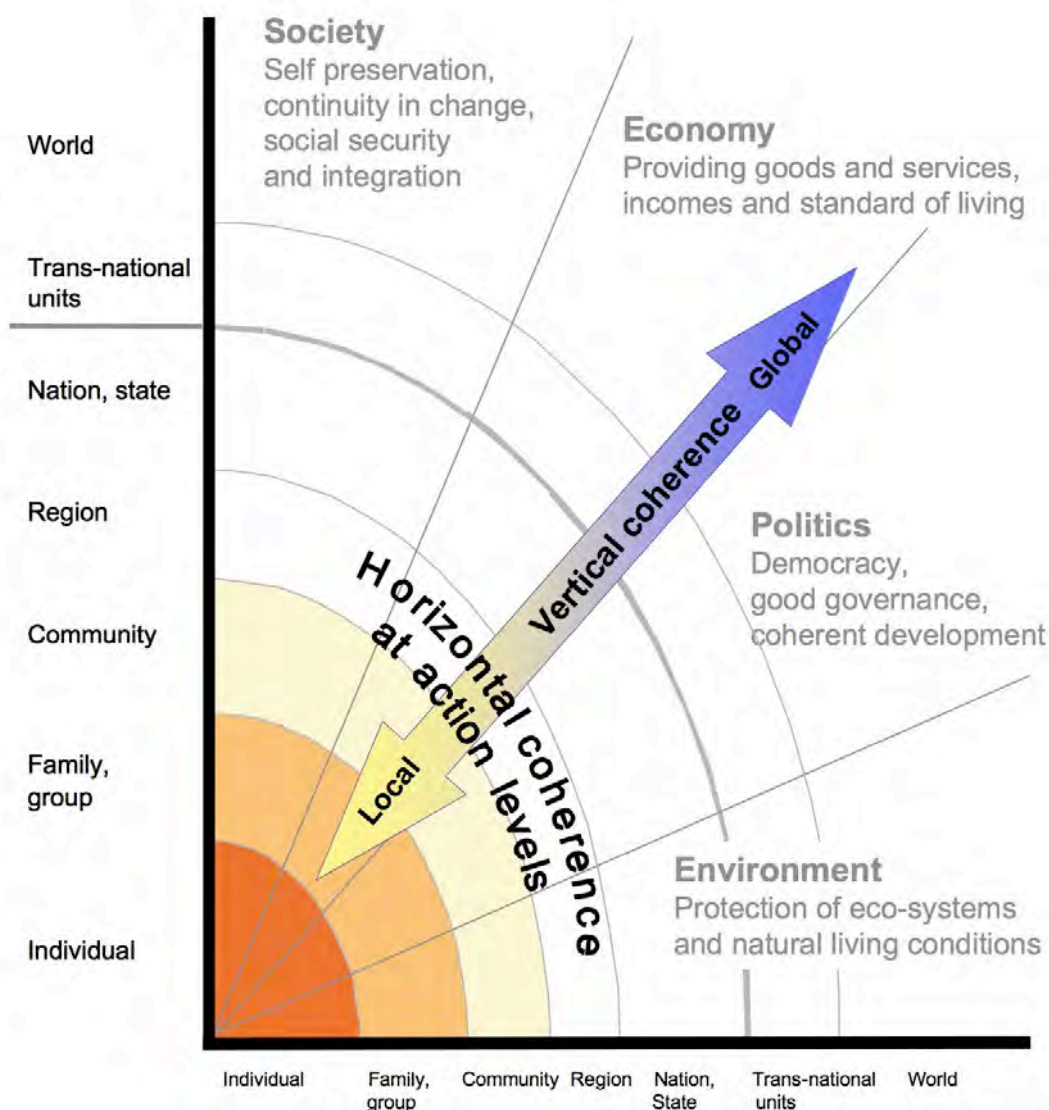 Society
Self preservation,
continuity in change,
social security
and integration
Economy
Providing goods and services,
incomes and standard of living
Politics
Democracy,
good governance,
coherent development
Environment
Protection of eco-systems
and natural living conditions
World
Trans-national
units
Nation, state
Region
Community
Family,
group
Individual
Global
Vertical coherence
Local
Horizontal coherence
at action levels
Individual
Family,
group
Community
Region
Nation,
State
Trans-national
units
World